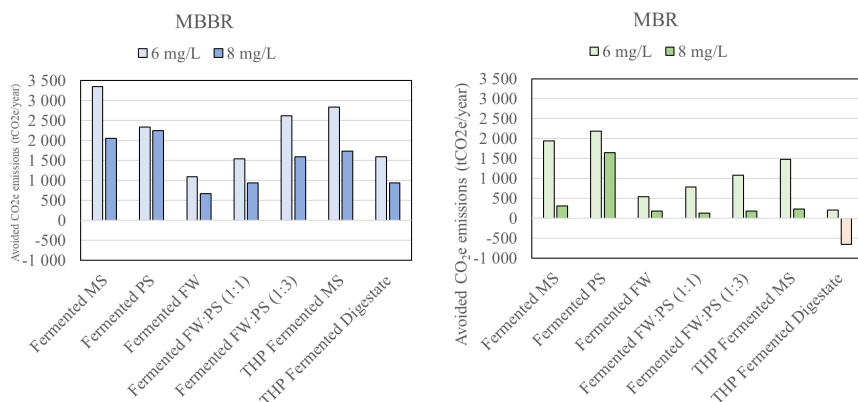 MBBR
6 mg/L 8 mg/L
Avoided CO2e emissions (tCO2e/year)
3 500
3 000
2 500
2 000
1 500
1 000
500
0
-500
-1 000
Fermented MS
Fermented PS
Fermented FW
Fermented FW:PS (1:1)
Fermented FW:PS (1:3)
THP Fermented MS
THP Fermented Digestate
MBR
6 mg/L 8 mg/L
Avoided CO₂e emissions (tCO2e/year)
3 500
3 000
2 500
2 000
1 500
1 000
500
0
-500
-1 000
Fermented MS
Fermented PS
Fermented FW
Fermented FW:PS (1:1)
Fermented FW:PS (1:3)
THP Fermented MS
THP Fermented Digestate